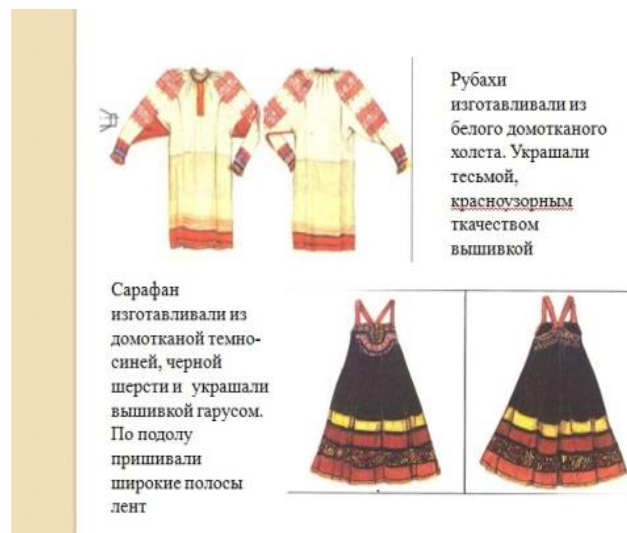 Рубахи
изготавливали из
белого домотканого
холста. Украшали
тесьмой,
красноузорным
ткачеством
вышивкой
Сарафан
изготавливали из
домотканой темно-
синей, черной
шерсти и украшали
вышивкой гарусом.
По подолу
пришивали
широкие полосы
лент